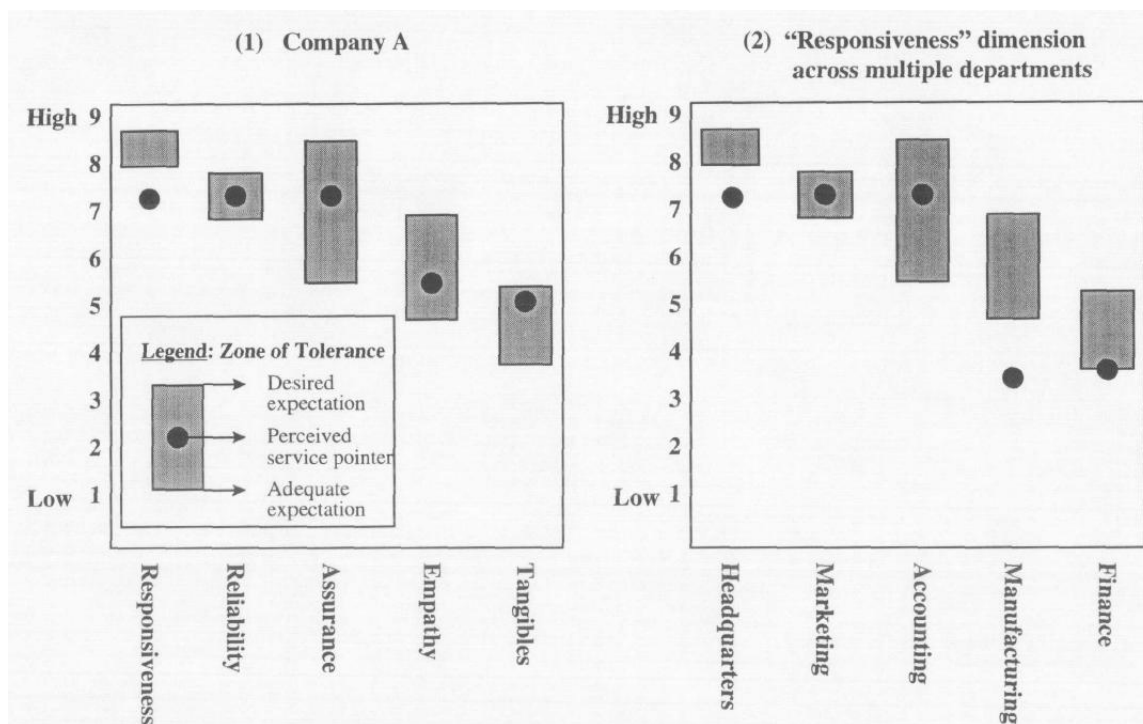 (1) Company A
High 9
8
7
6
5
4
3
2
Low 1
Legend: Zone of Tolerance
Desired
expectation
Perceived
service pointer
Adequate
expectation
Responsiveness
Reliability
Assurance
Empathy
Tangibles
(2) “Responsiveness” dimension
across multiple departments
High 9
8
7
6
5
4
3
2
Low 1
Headquarters
Marketing
Accounting
Manufacturing
Finance